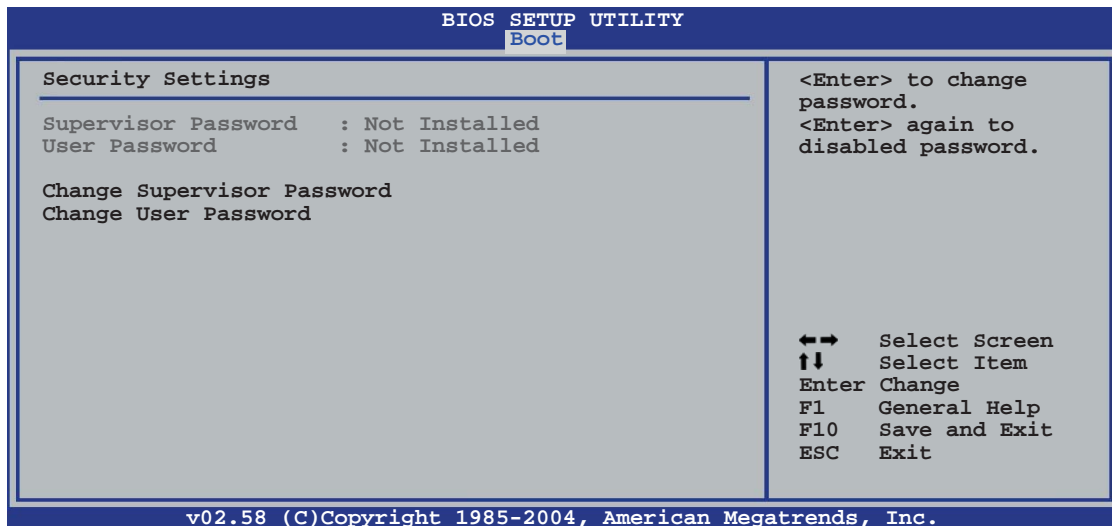 BIOS SETUP UTILITY
Boot
Security Settings
Supervisor Password : Not Installed
User Password : Not Installed
Change Supervisor Password
Change User Password
<Enter> to change
password.
<Enter> again to
disabled password.
←→ Select Screen
↑↓ Select Item
Enter Change
F1 General Help
F10 Save and Exit
ESC Exit
v02.58 (C)Copyright 1985-2004, American Megatrends, Inc.